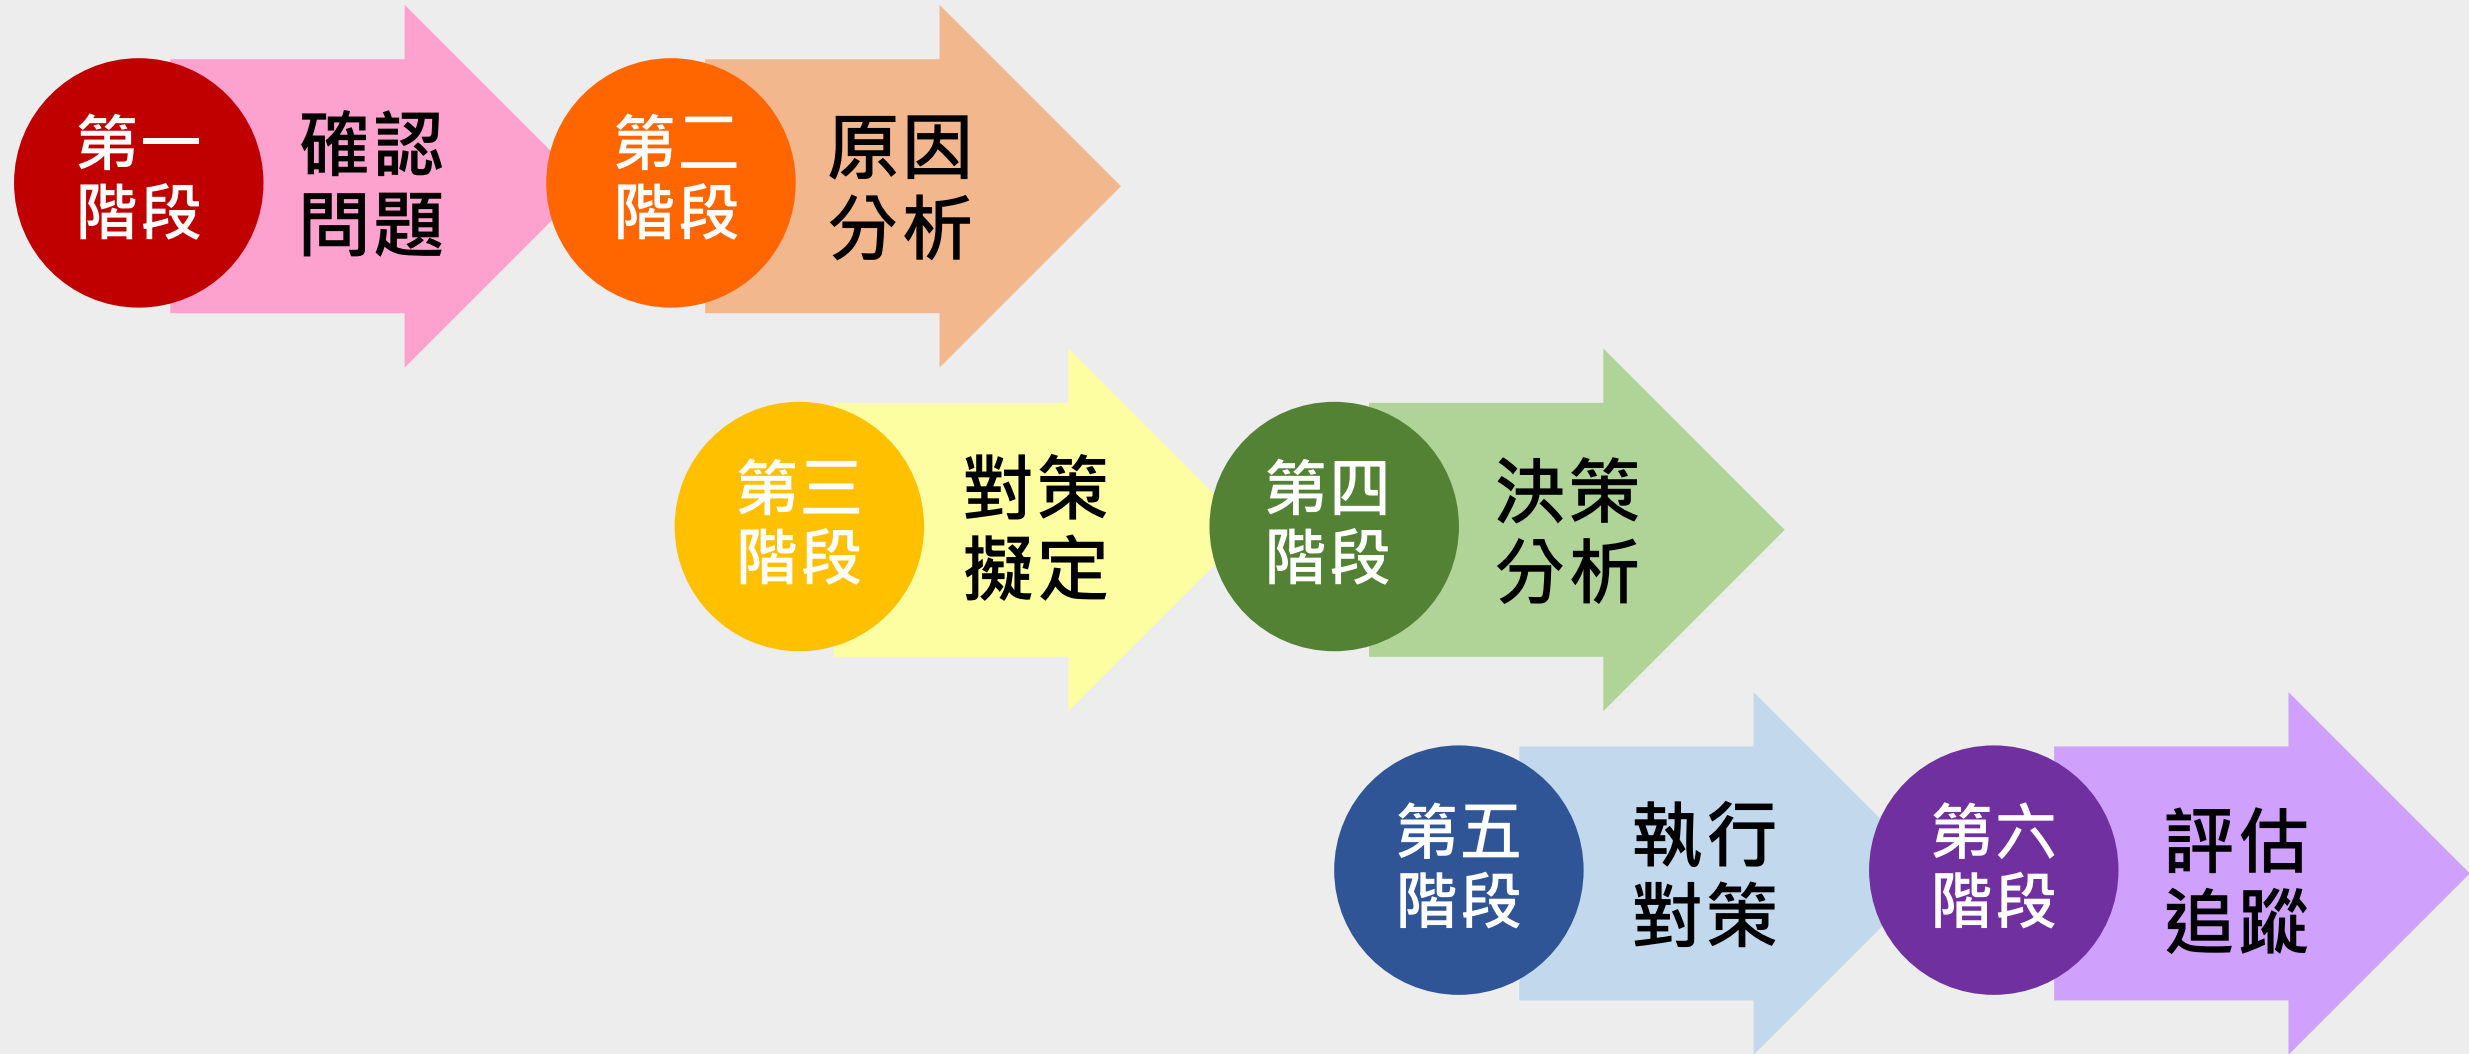 第一
階段
確認
問題
第二
階段
原因
分析
第三
階段
對策
擬定
第四
階段
決策
分析
第五
階段
執行
對策
第六
階段
評估
追蹤